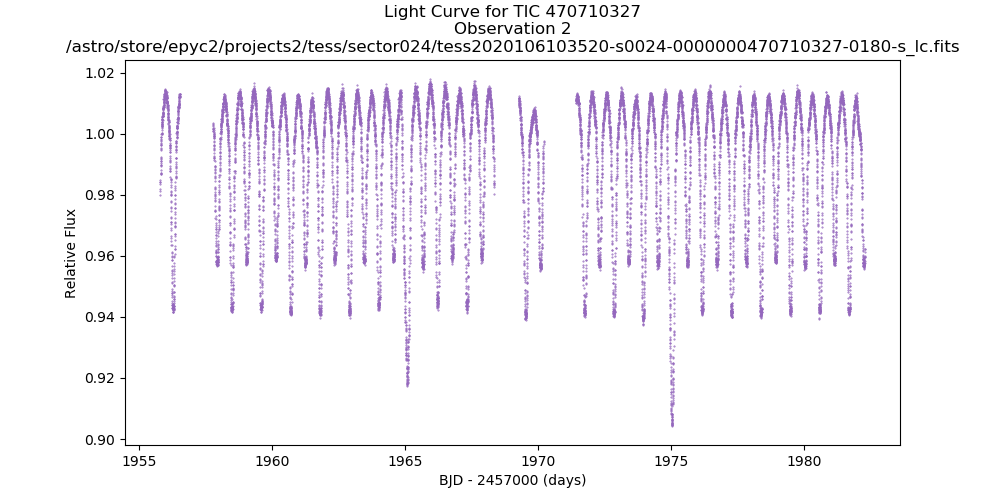 Light Curve for TIC 470710327
Observation 2
/astro/store/epyc2/projects2/tess/sector024/tess2020106103520-s0024-0000000470710327-0180-s_lc.fits
1.02
1.00
0.98
0.96
0.94
0.92
0.90
Relative Flux
1955 1960 1965 1970 1975 1980
BJD - 2457000 (days)